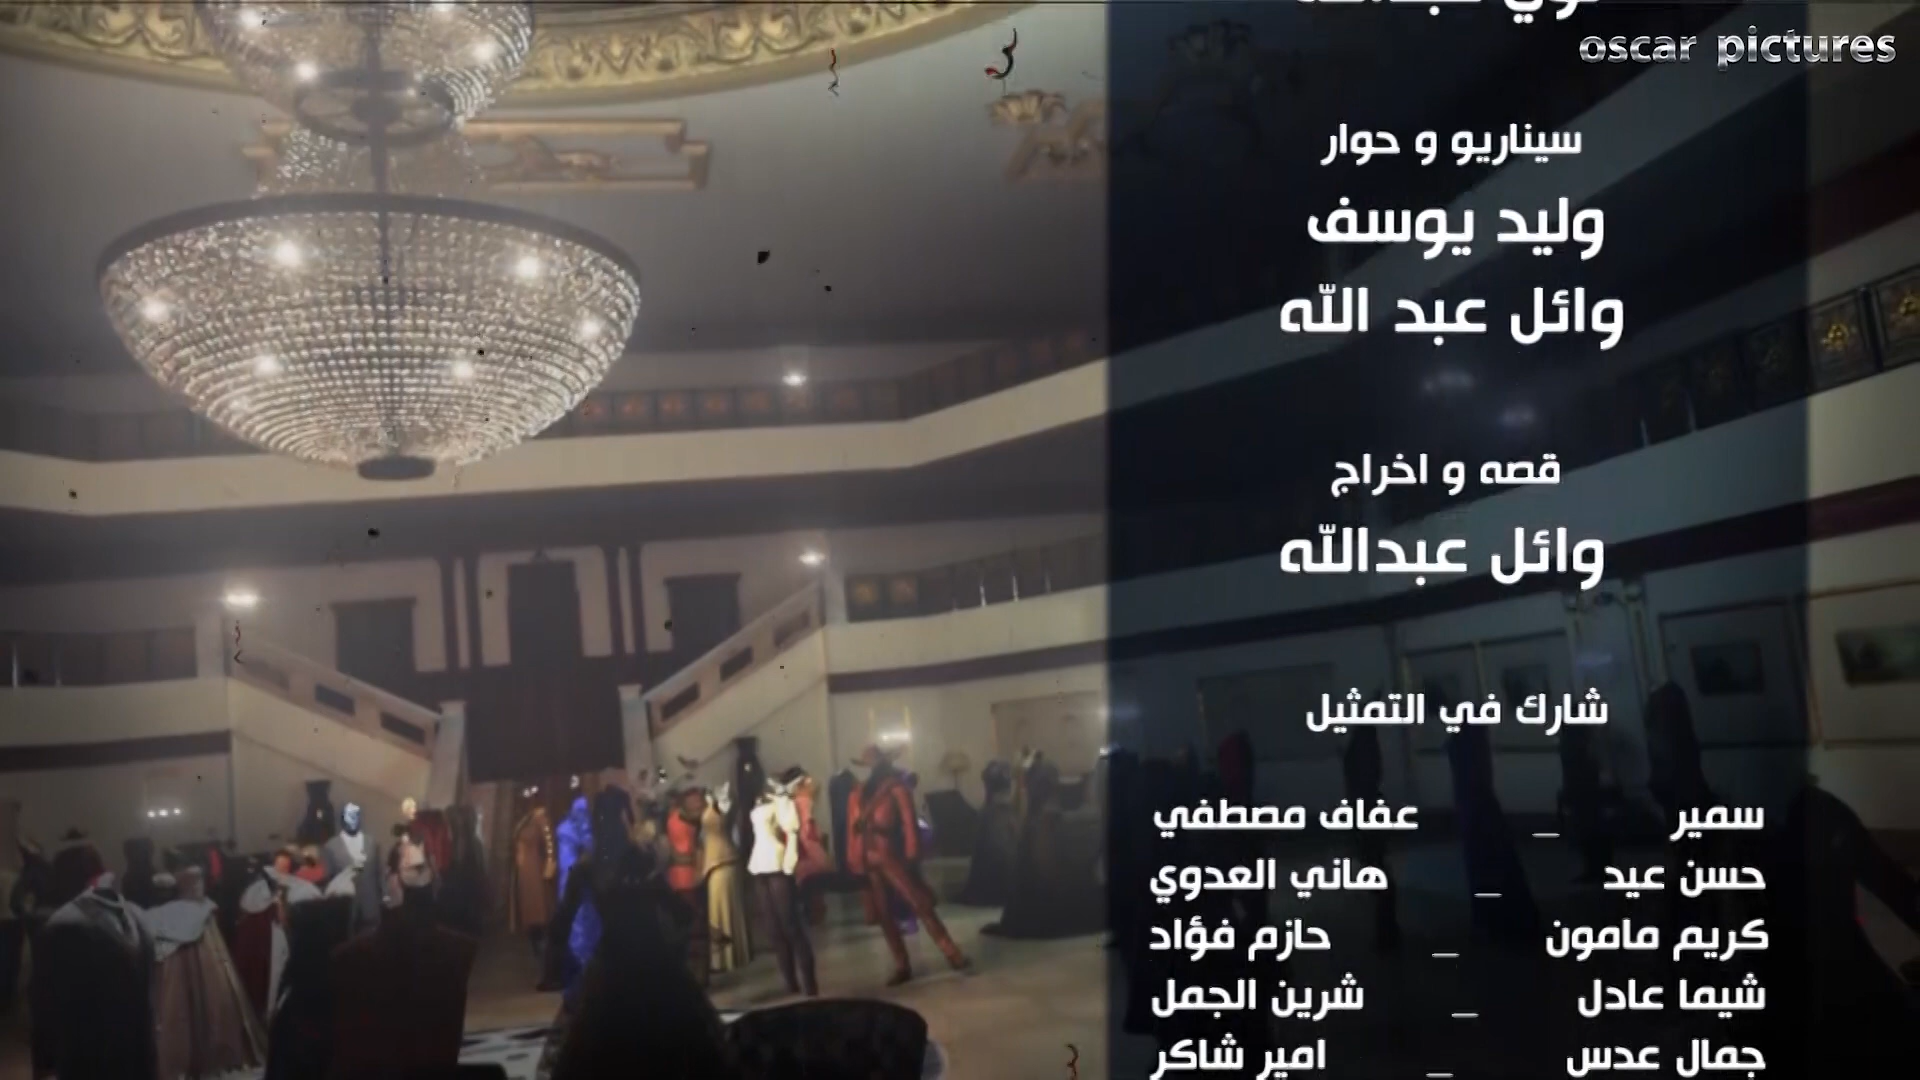 oscar pictures
سيناريو و حوار
وليد يوسف
وائل عبد الله
قصه و اخراج
وائل عبدالله
شارك في التمثيل
سمير _ عفاف مصطفي
حسن عيد _ هاني العدوي
كريم مامون _ حازم فؤاد
شيما عادل _ شرين الجمل
جمال عدس _ امير شاكر